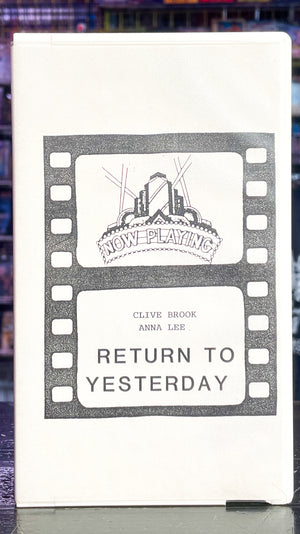 NOW PLAYING
CLIVE BROOK
ANNA LEE
RETURN TO
YESTERDAY